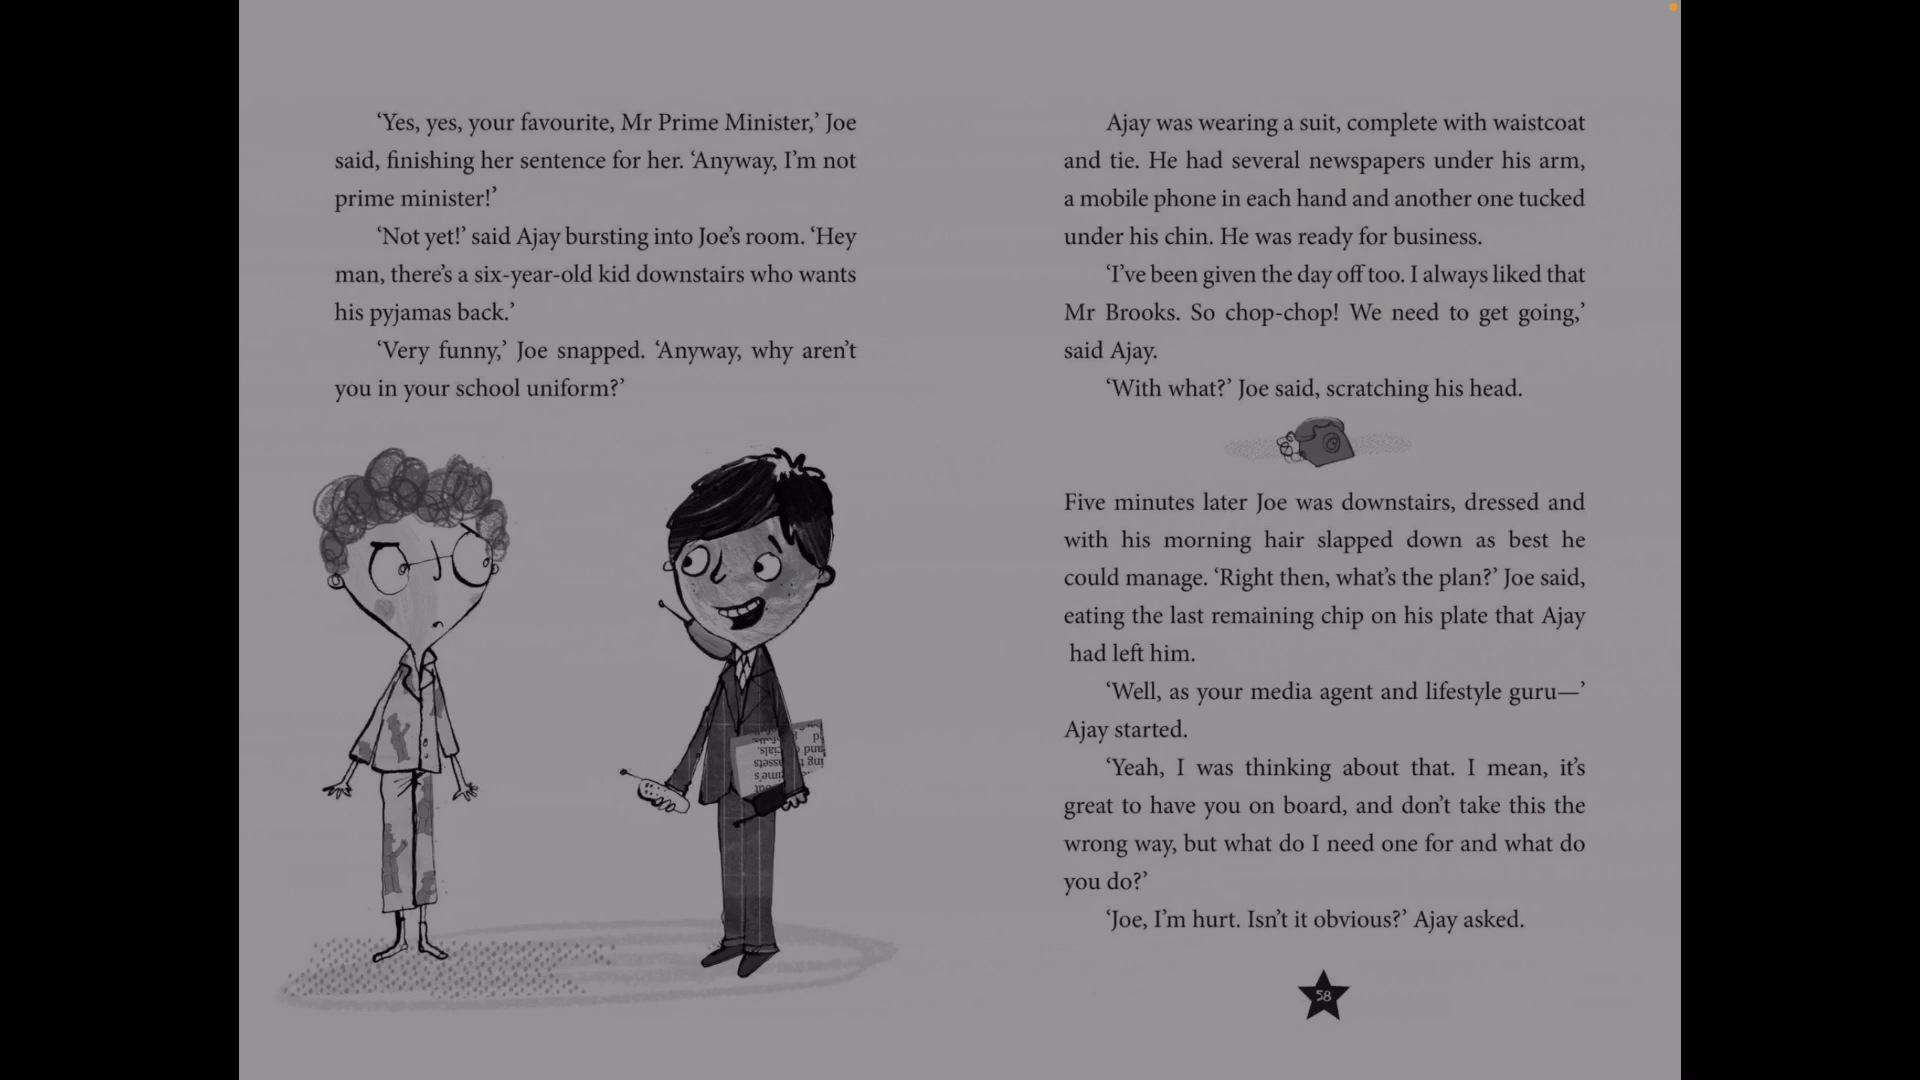 ‘Yes, yes, your favourite, Mr Prime Minister,’ Joe
said, finishing her sentence for her. ‘Anyway, I’m not
prime minister!’
‘Not yet!’ said Ajay bursting into Joe’s room. ‘Hey
man, there’s a six-year-old kid downstairs who wants
his pyjamas back.’
‘Very funny,’ Joe snapped. ‘Anyway, why aren’t
you in your school uniform?’
Ajay was wearing a suit, complete with waistcoat
and tie. He had several newspapers under his arm,
a mobile phone in each hand and another one tucked
under his chin. He was ready for business.
‘I’ve been given the day off too. I always liked that
Mr Brooks. So chop-chop! We need to get going,’
said Ajay.
‘With what?’ Joe said, scratching his head.
Five minutes later Joe was downstairs, dressed and
with his morning hair slapped down as best he
could manage. ‘Right then, what’s the plan?’ Joe said,
eating the last remaining chip on his plate that Ajay
had left him.
‘Well, as your media agent and lifestyle guru—’
Ajay started.
‘Yeah, I was thinking about that. I mean, it’s
great to have you on board, and don’t take this the
wrong way, but what do I need one for and what do
you do?’
‘Joe, I’m hurt. Isn’t it obvious?’ Ajay asked.
58